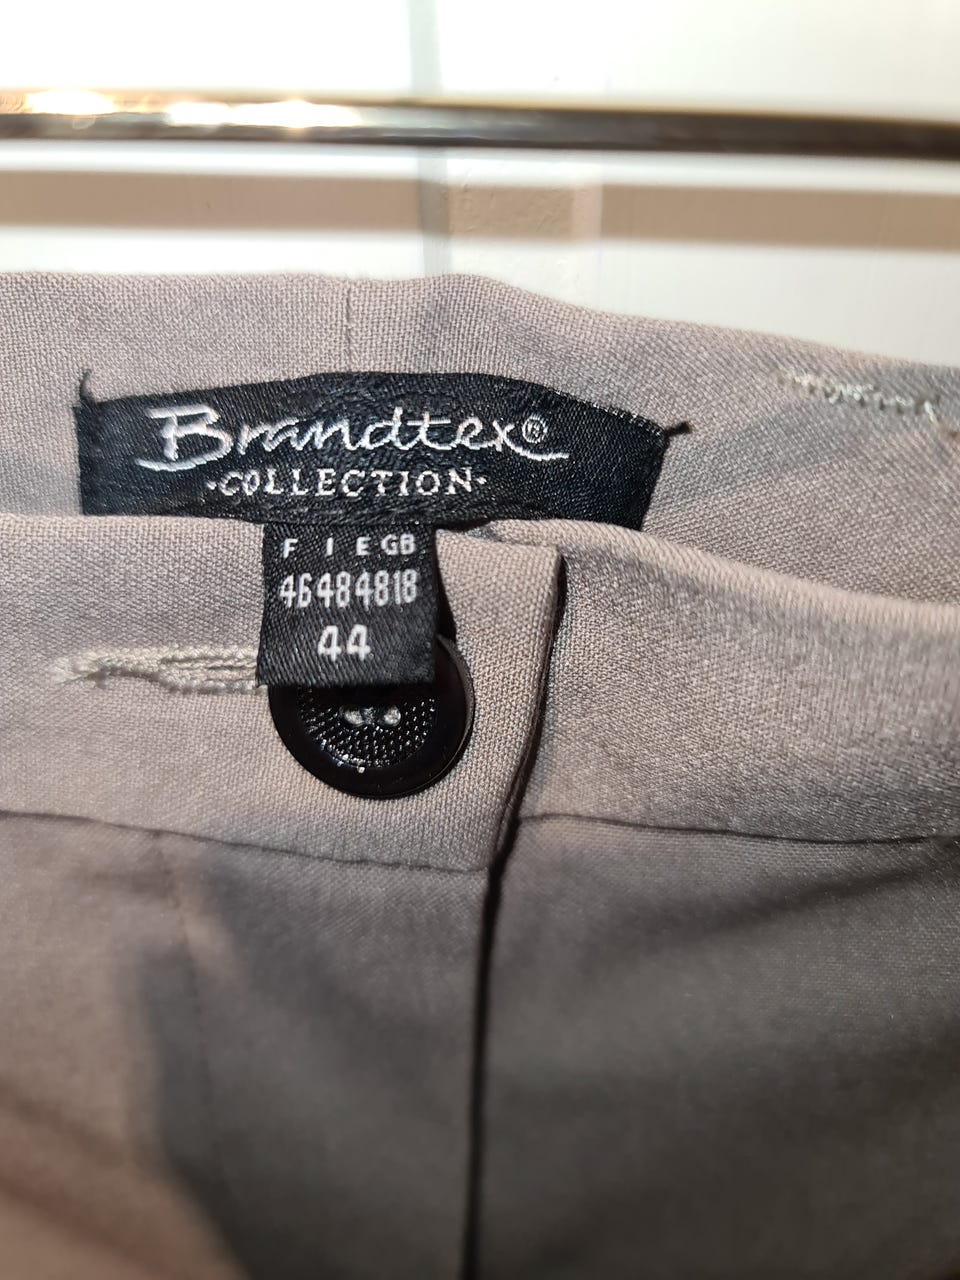 Brandtex®
·COLLECTION·
F I E GB
46 48 48 18
44